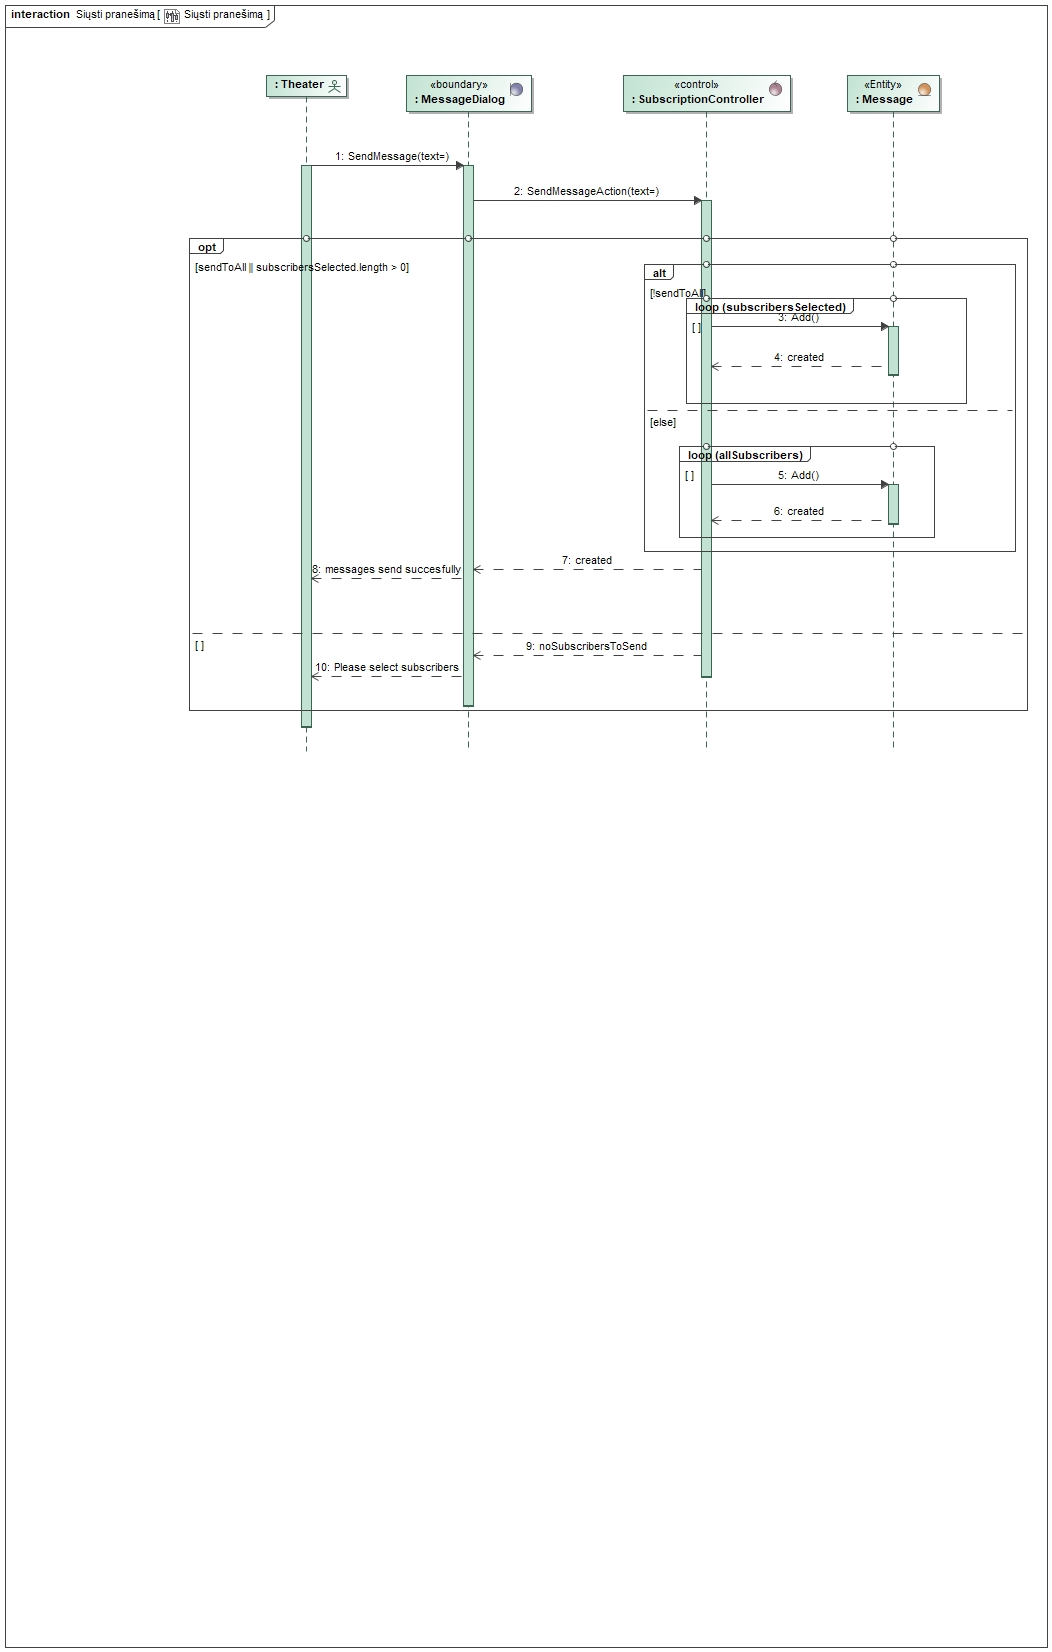 interaction Siųsti pranešimą [ Siųsti pranešimą ]
: Theater
«boundary»
: MessageDialog
«control»
: SubscriptionController
«Entity»
: Message
1: SendMessage(text=)
2: SendMessageAction(text=)
opt
[sendToAll || subscribersSelected.length > 0]
alt
[!sendToAll]
loop (subscribersSelected)
3: Add()
[ ]
4: created
[else]
loop (allSubscribers)
[ ]
5: Add()
6: created
7: created
8: messages send succesfully
[ ]
9: noSubscribersToSend
10: Please select subscribers